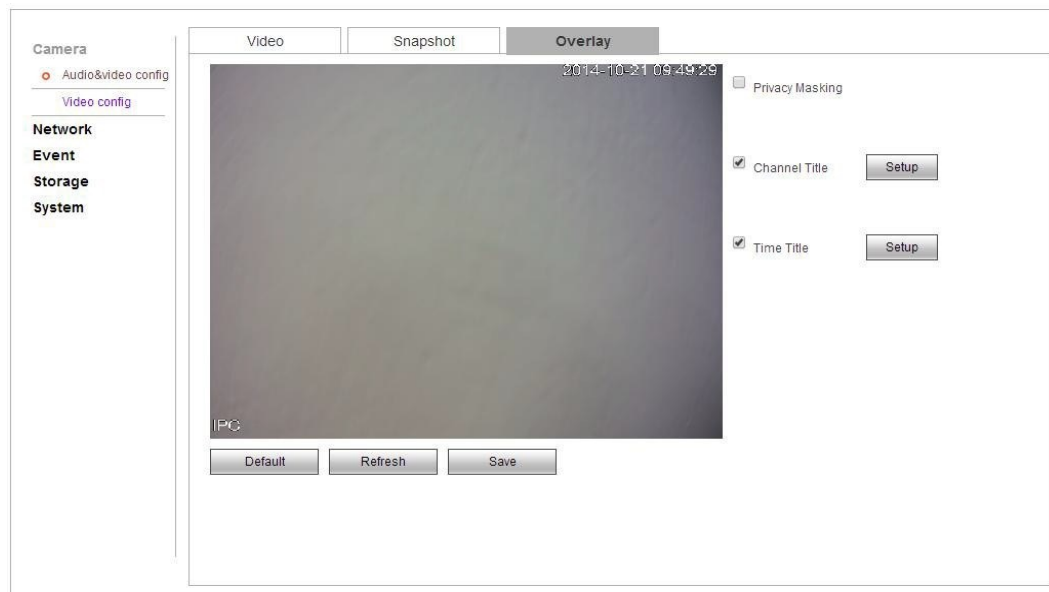 Camera
Audio&video config
Video config
Network
Event
Storage
System
Video
Snapshot
Overlay
2014-10-21 09:49:29
IPC
Privacy Masking
Channel Title
Setup
Time Title
Setup
Default
Refresh
Save